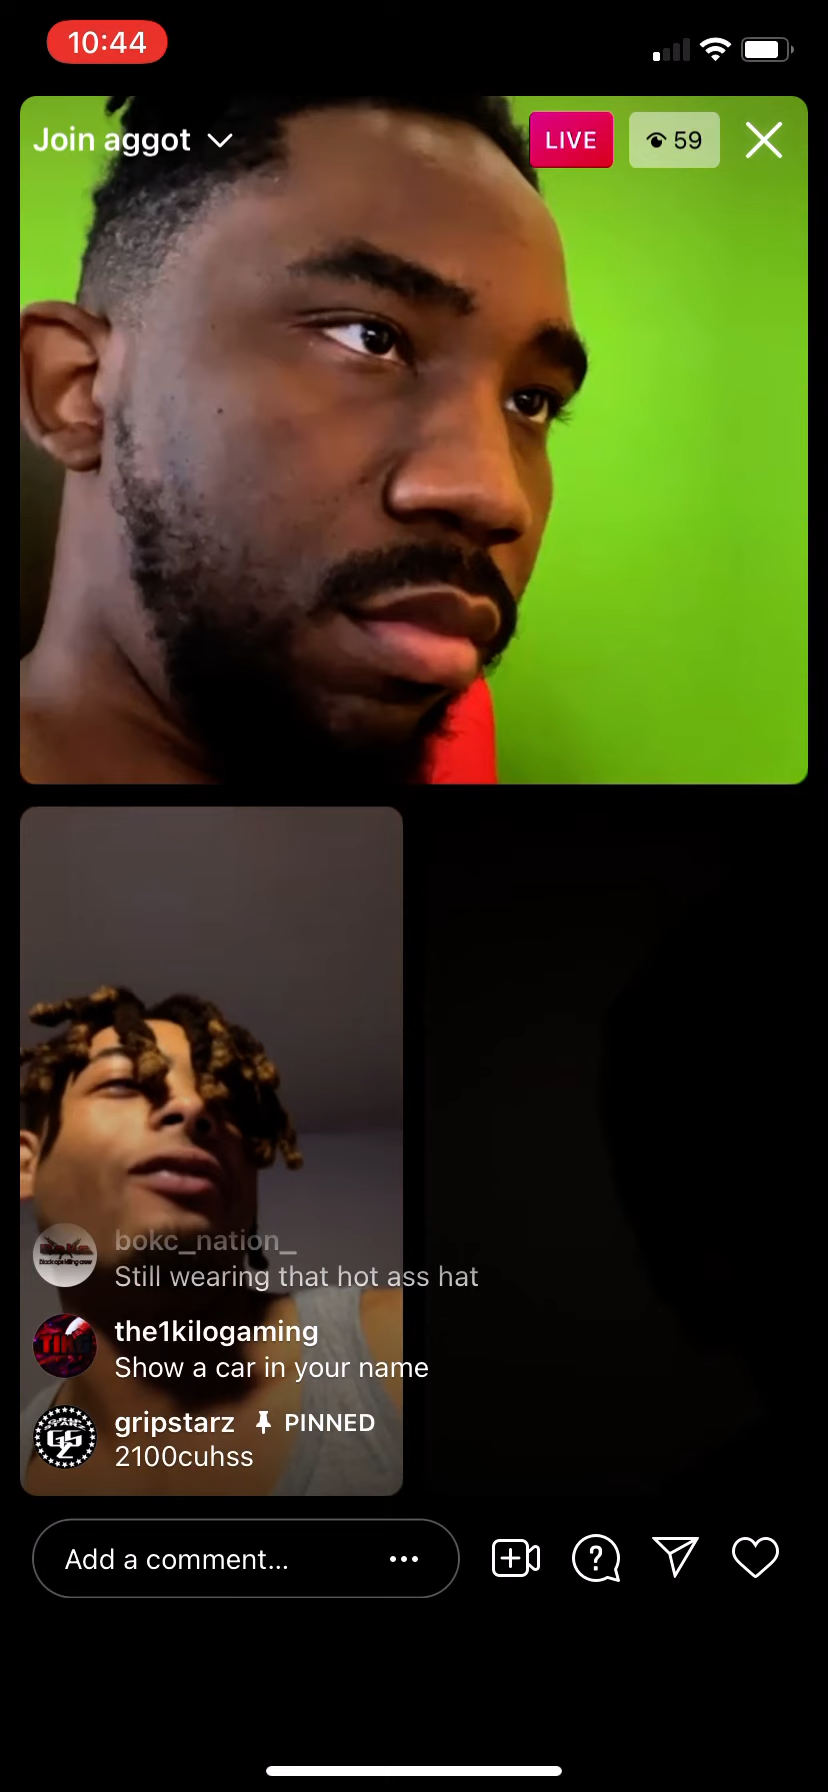 10:44
Join aggot
LIVE
59
bokc_nation_
Still wearing that hot ass hat
the1kilogaming
Show a car in your name
gripstarz PINNED
2100cuhss
Add a comment...